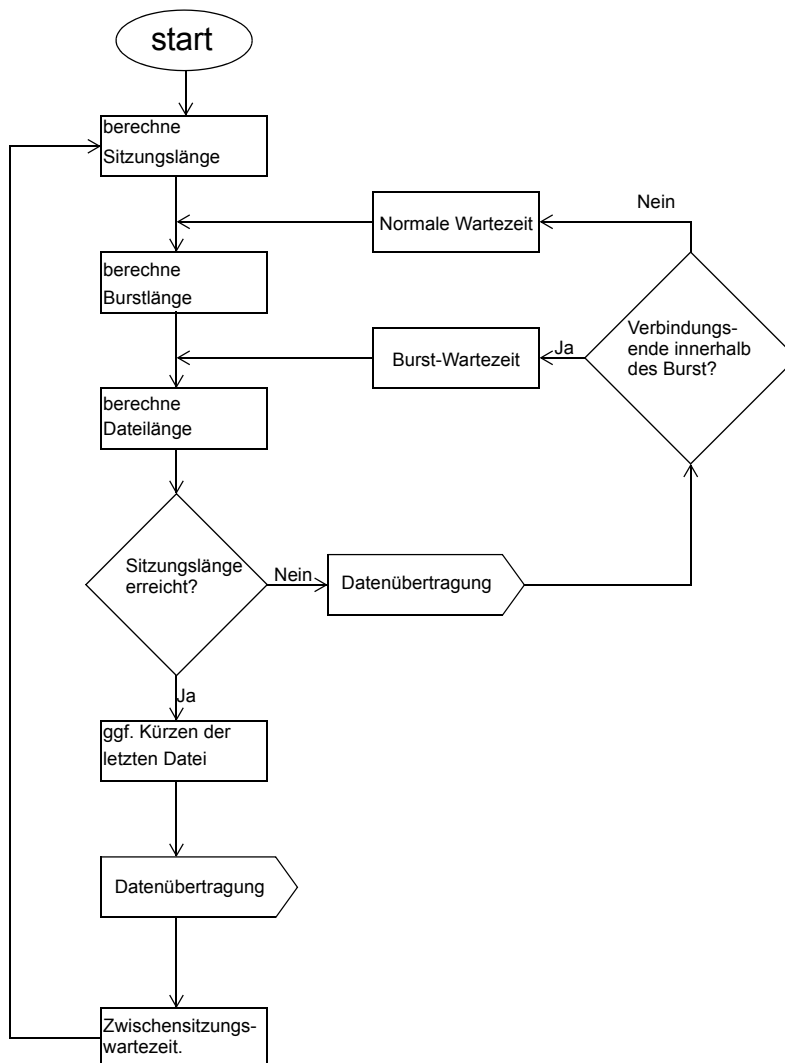 start
berechne
Sitzungslänge
Nein
Normale Wartezeit
berechne
Burstlänge
Verbindungs-
ende innerhalb
des Burst?
Ja
Burst-Wartezeit
berechne
Dateilänge
Sitzungslänge
erreicht?
Nein
Datenübertragung
Ja
ggf. Kürzen der
letzten Datei
Datenübertragung
Zwischensitzungs-
wartezeit.